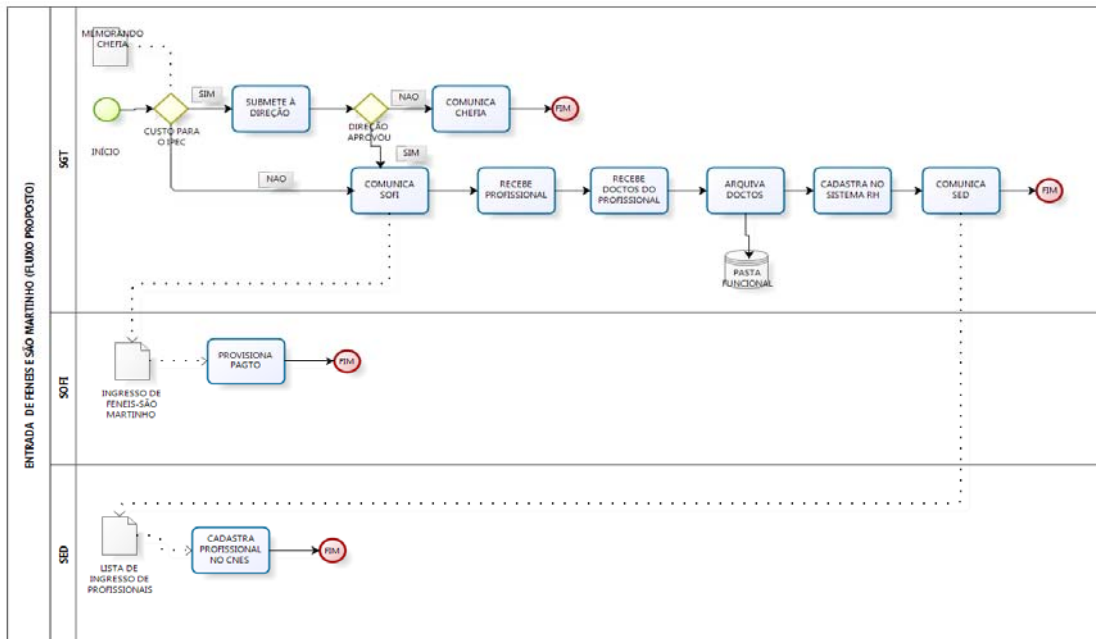 ENTRADA DE FENEIS E SÃO MARTINHO (FLUXO PROPOSTO)
SGT
MEMORANDO
CHEFIA
INÍCIO
CUSTO PARA
O IPEC
SIM
SUBMETE À
DIREÇÃO
DIREÇÃO
APROVOU
NAO
COMUNICA
CHEFIA
FIM
SIM
NAO
COMUNICA
SOFI
RECEBE
PROFISSIONAL
RECEBE
DOCTOS DO
PROFISSIONAL
ARQUIVA
DOCTOS
CADASTRA NO
SISTEMA RH
COMUNICA
SED
FIM
PASTA
FUNCIONAL
SOFI
INGRESSO DE
FENEIS-SÃO
MARTINHO
PROVISIONA
PAGTO
FIM
SED
LISTA DE
INGRESSO DE
PROFISSIONAIS
CADASTRA
PROFISSIONAL
NO CNES
FIM